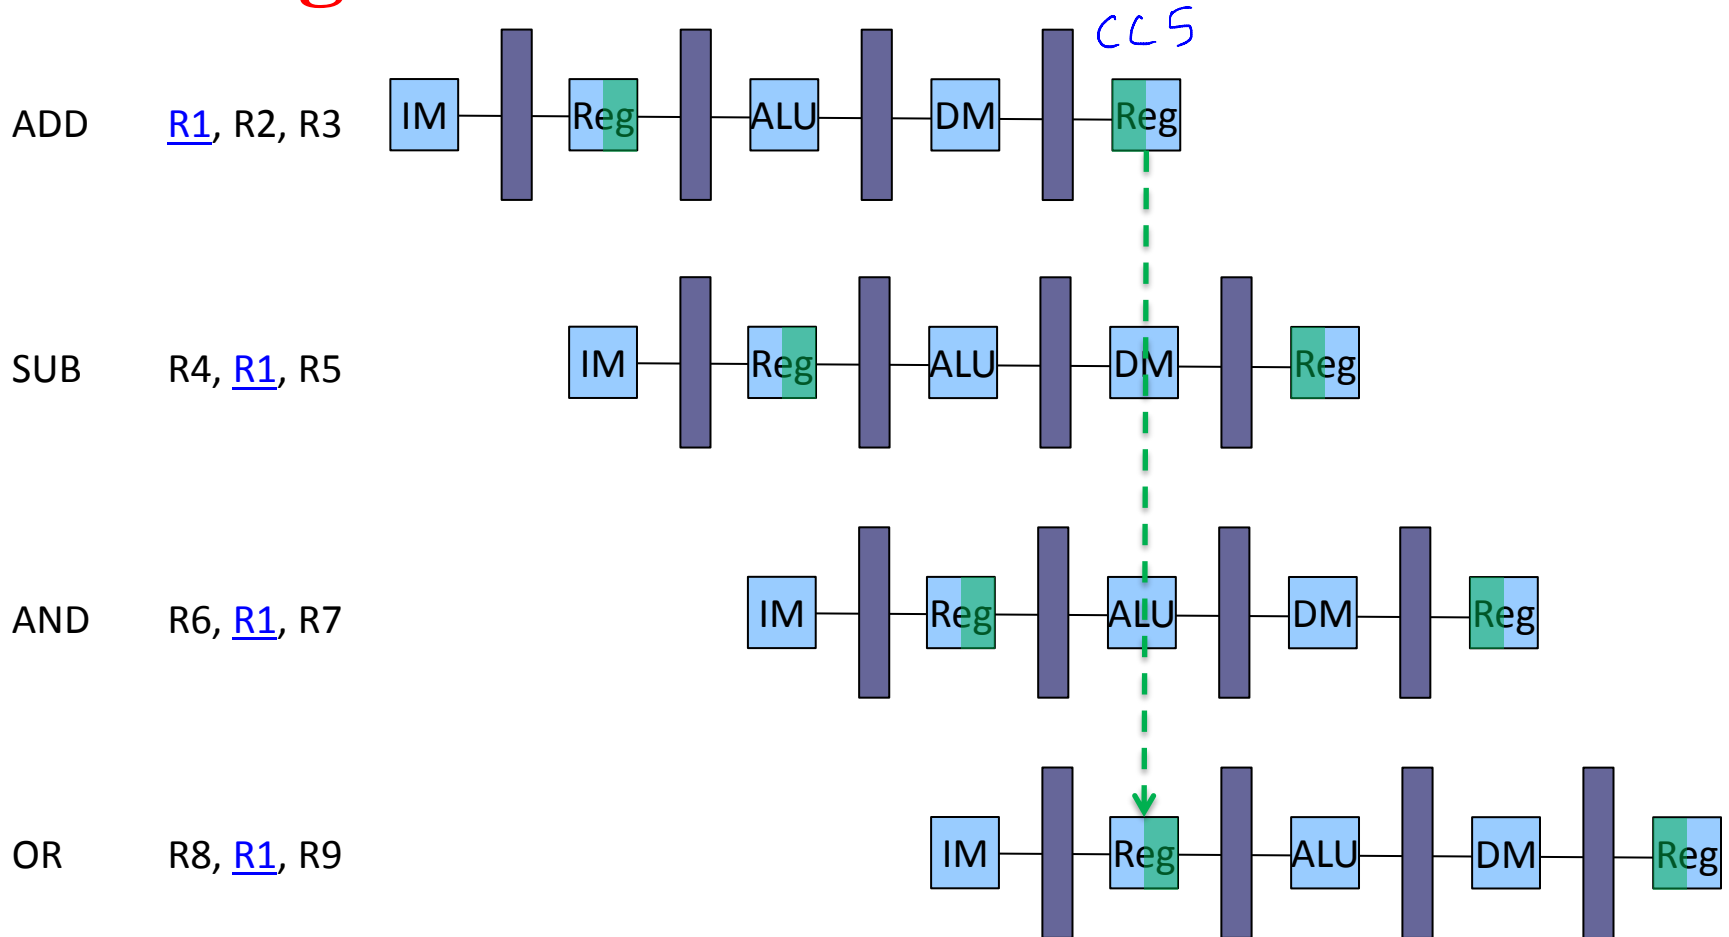 CC5
ADD R1, R2, R3 IM Reg ALU DM Reg
SUB R4, R1, R5 IM Reg ALU DM Reg
AND R6, R1, R7 IM Reg ALU DM Reg
OR R8, R1, R9 IM Reg ALU DM Reg